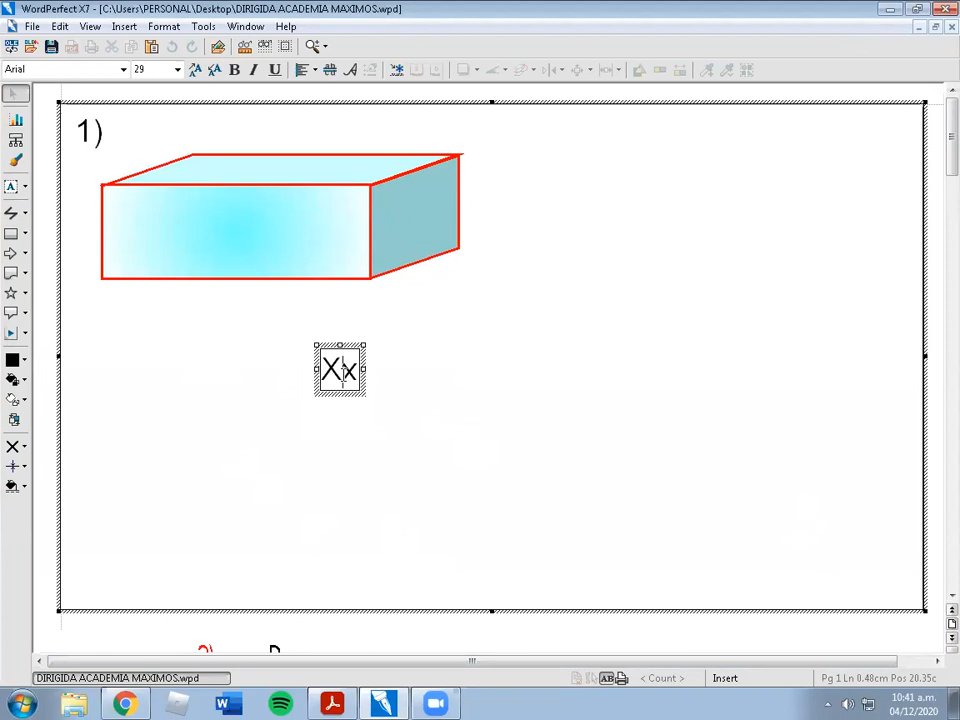 WordPerfect X7 - [C:\Users\PERSONAL\Desktop\DIRIGIDA ACADEMIA MAXIMOS.wpd]
File Edit View Insert Format Tools Window Help
Arial 29
1)
Xx
DIRIGIDA ACADEMIA MAXIMOS.wpd
AB
< Count >
Insert
Pg 1 Ln 0.48cm Pos 20.35c
10:41 a.m.
04/12/2020